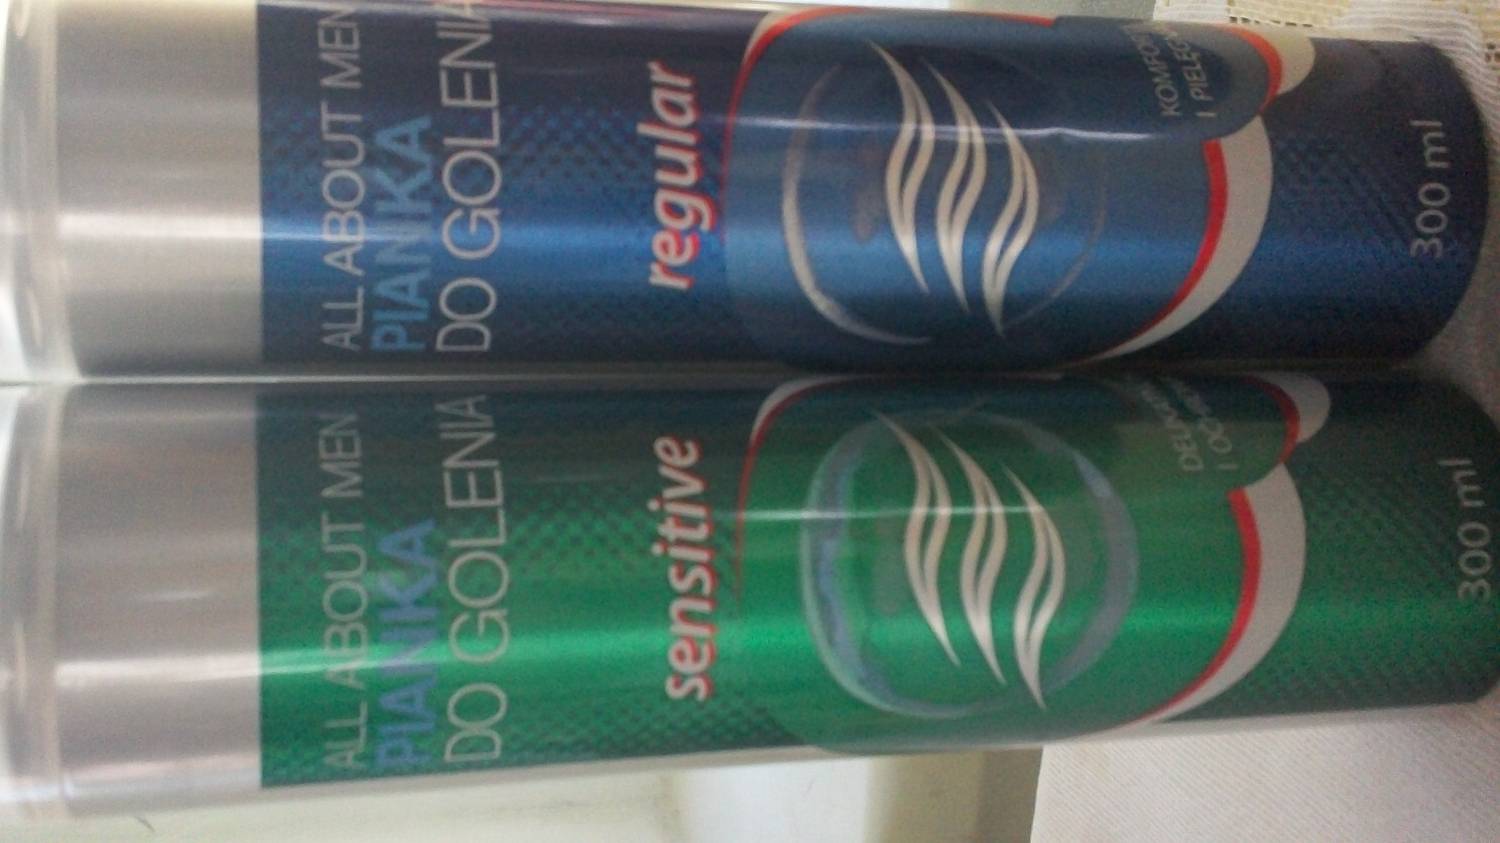 ALL ABOUT MEN
PIANKA
DO GOLENIA
regular
I
300 ml
ALL ABOUT MEN
PIANKA
DO GOLENIA
sensitive
I
300 ml